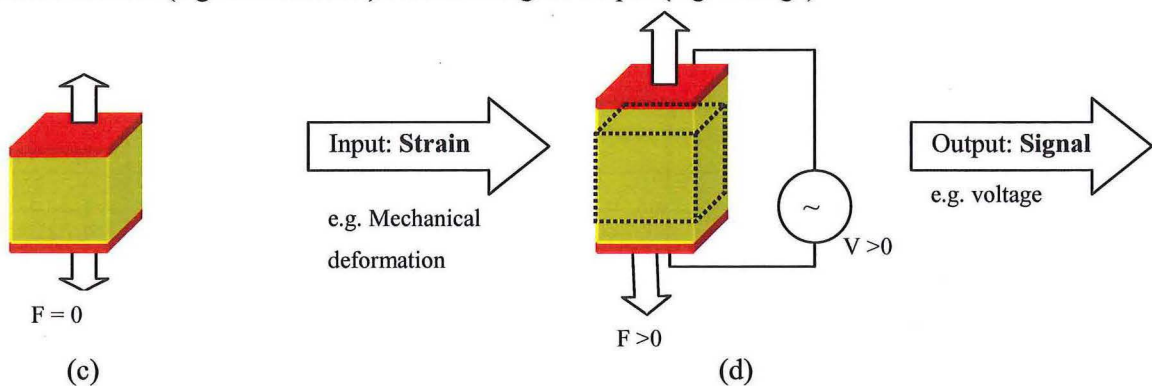 Input: Strain
e.g. Mechanical
deformation
~
V >0
Output: Signal
e.g. voltage
F = 0
F >0
(c)
(d)